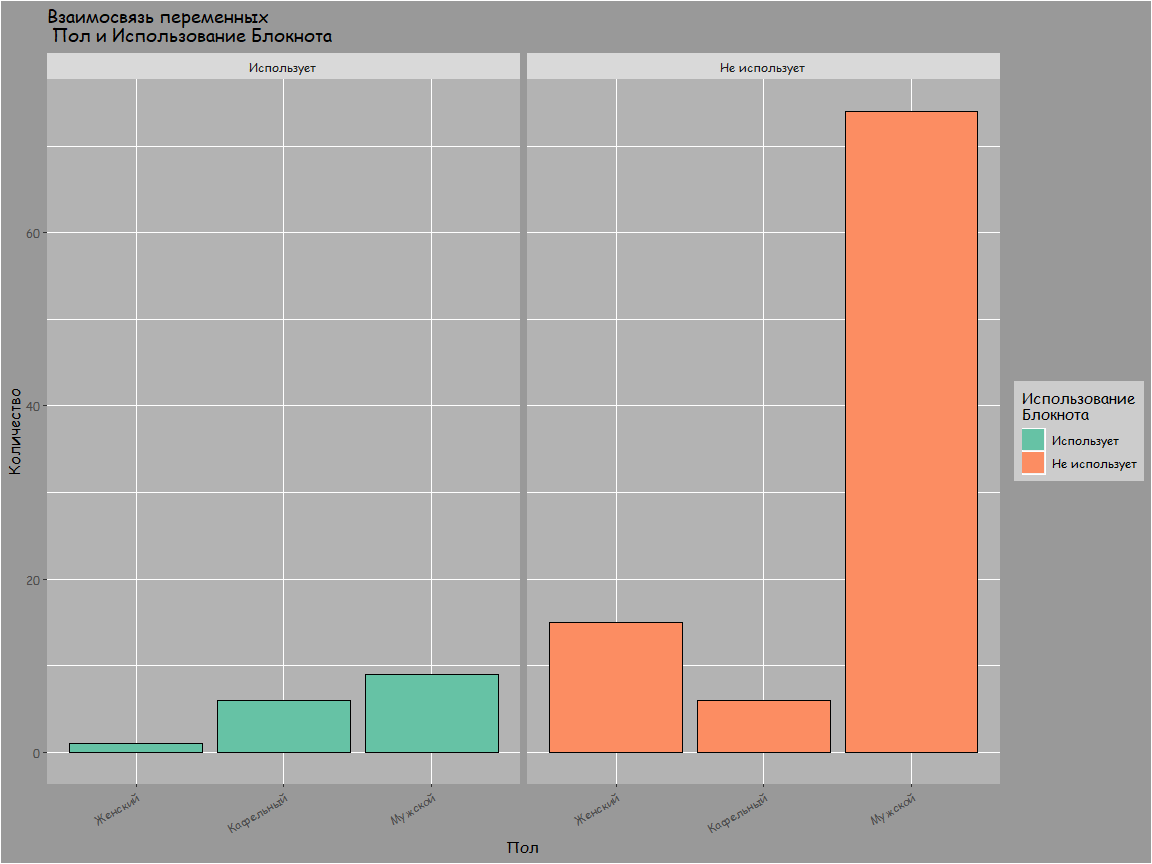 Взаимосвязь переменных
Пол и Использование Блокнота
Использует
Не использует
Количество
60
40
20
0
Женский
Кафельный
Мужской
Женский
Кафельный
Мужской
Пол
Использование
Блокнота
Использует
Не использует